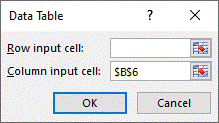 Data Table ? ×
Row input cell:
Column input cell: $B$6
OK Cancel